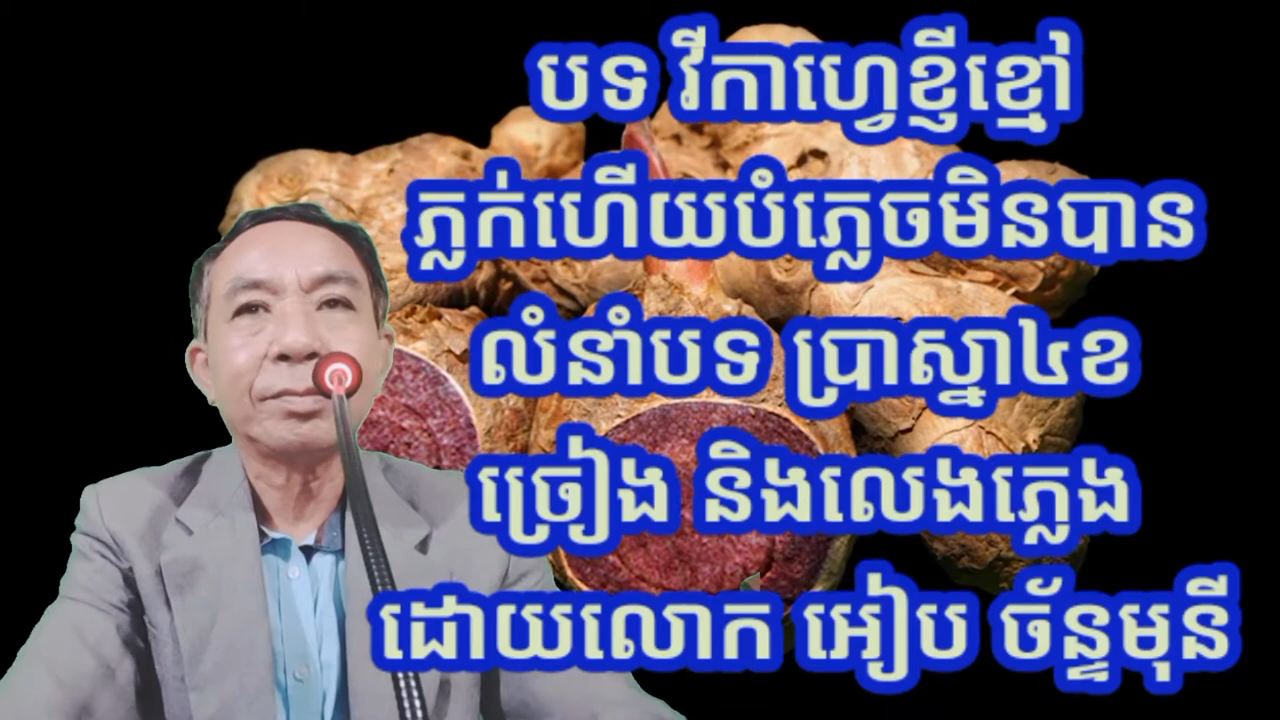 បទ វីកាហ្វេខ្ញីខ្មៅ
ភ្លក់ហើយបំភ្លេចមិនបាន
លំនាំបទ ប្រាស្នា៤ខ
ច្រៀង និងលេងភ្លេង
ដោយលោក អៀប ច័ន្ទមុនី